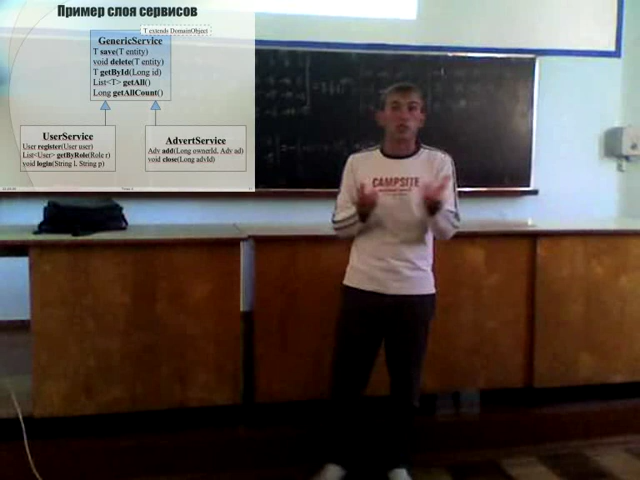 Пример слоя сервисов
T extends DomainObject
GenericService
T save(T entity)
void delete(T entity)
T getById(Long id)
List<T> getAll()
Long getAllCount()
UserService
User register(User user)
List<User> getByRole(Role r)
void login(String l, String p)
AdvertService
Adv add(Long ownerId, Adv ad)
void close(Long advId)
CAMPSITE